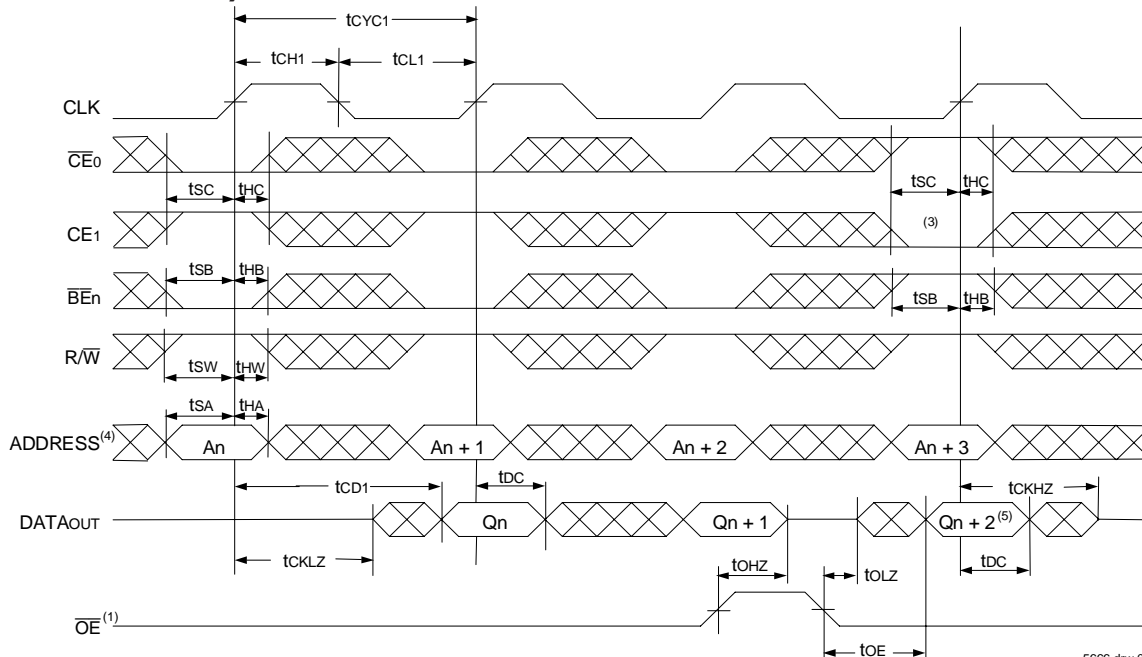 tCYC1
tCH1 tCL1
CLK
CE0
tSC tHC tSC tHC
CE1 (3)
tSB tHB
BEn
tSB tHB
R/W
tSW tHW
tSA tHA
ADDRESS(4) An An + 1 An + 2 An + 3
tCD1 tDC tCKHZ
DATAOUT Qn Qn + 1 Qn + 2(5)
tCKLZ tOHZ tOLZ tDC
OE(1)
tOE